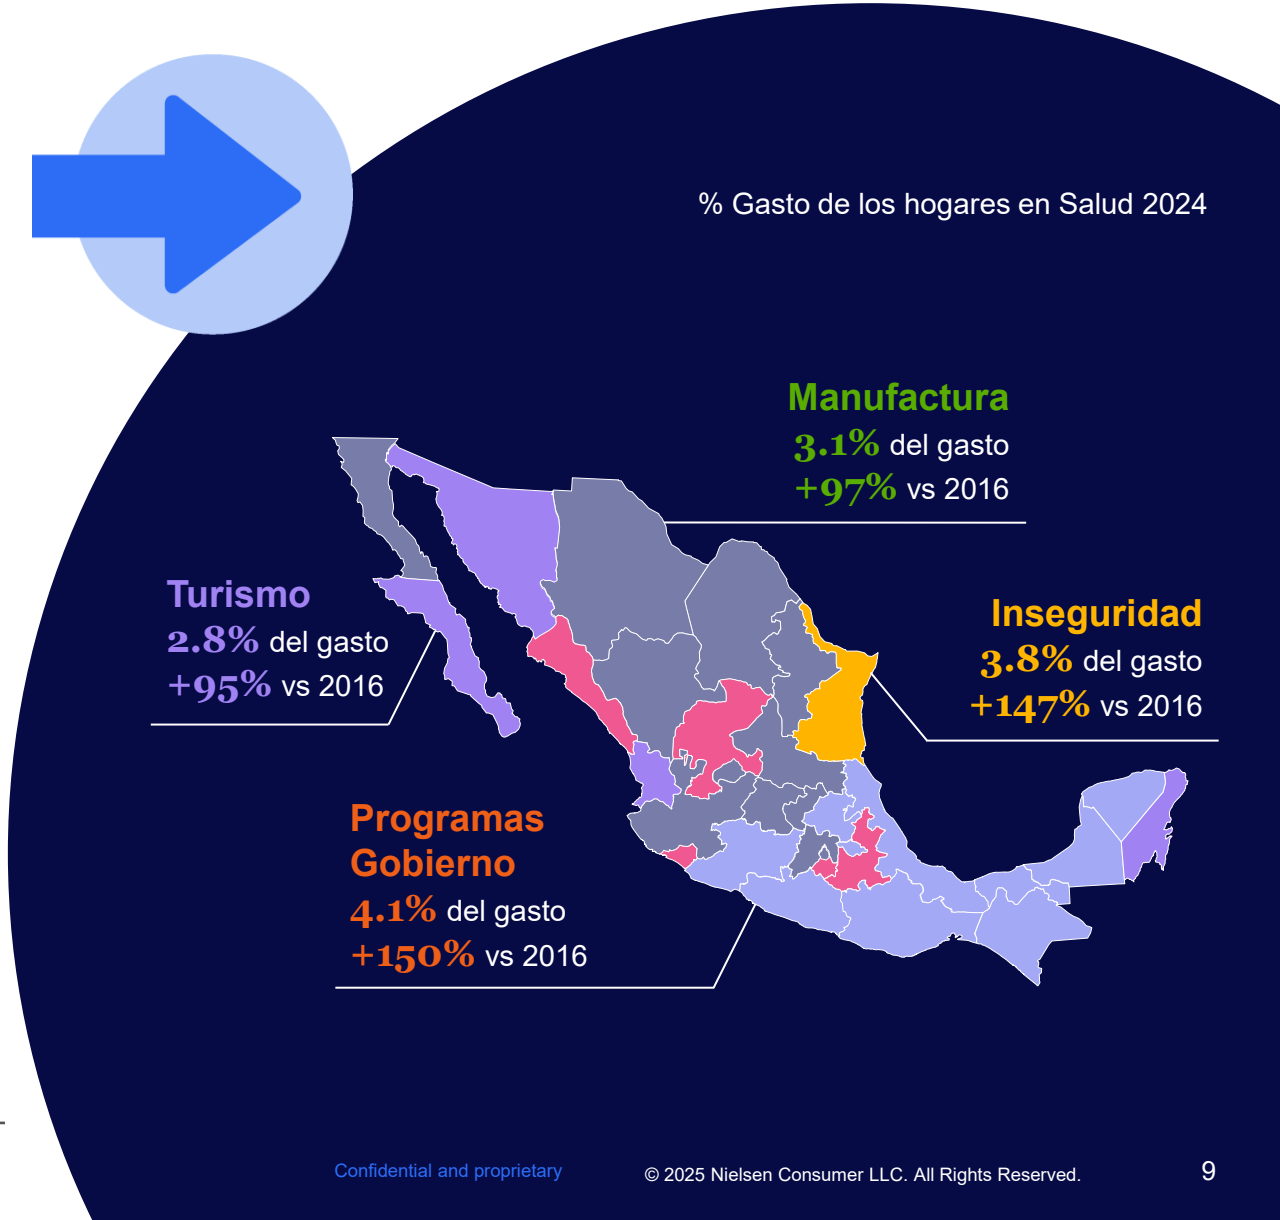 % Gasto de los hogares en Salud 2024
Manufactura
3.1% del gasto
+97% vs 2016
Turismo
2.8% del gasto
+95% vs 2016
Inseguridad
3.8% del gasto
+147% vs 2016
Programas
Gobierno
4.1% del gasto
+150% vs 2016
Confidential and proprietary
© 2025 Nielsen Consumer LLC. All Rights Reserved.
9